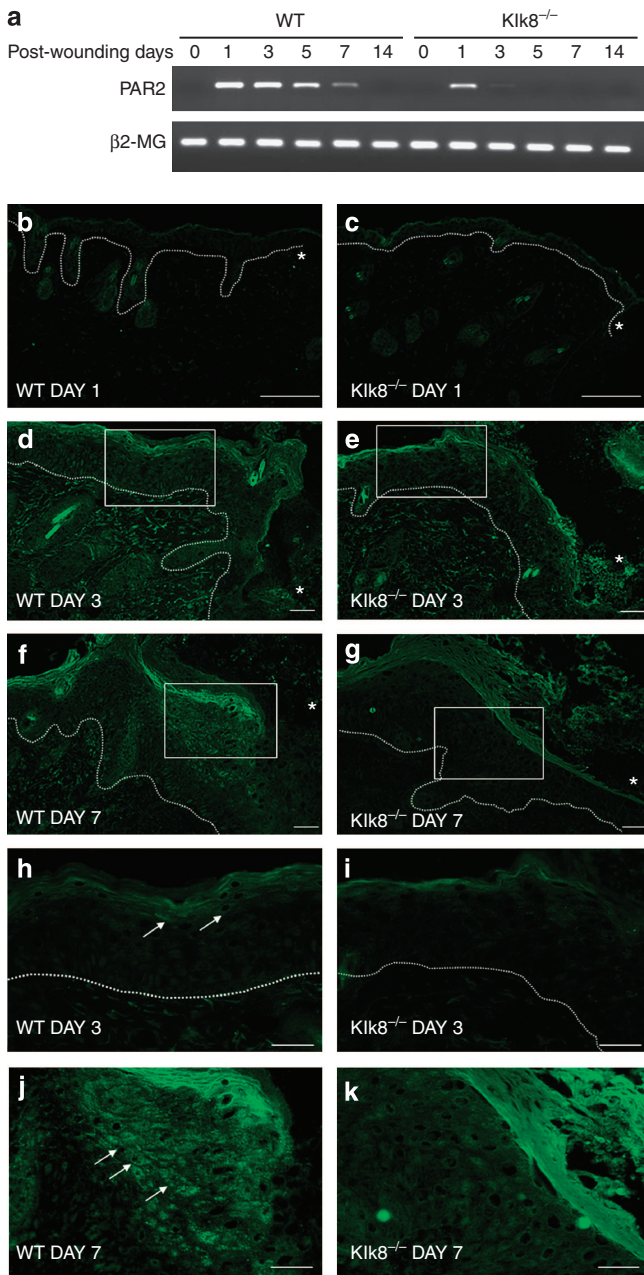 a
WT Klk8–/–
Post-wounding days 0 1 3 5 7 14 0 1 3 5 7 14
PAR2
β2-MG
b
*
WT DAY 1
c
*
Klk8–/– DAY 1
d
*
WT DAY 3
e
*
Klk8–/– DAY 3
f
*
WT DAY 7
g
*
Klk8–/– DAY 7
h
WT DAY 3
i
Klk8–/– DAY 3
j
WT DAY 7
k
Klk8–/– DAY 7